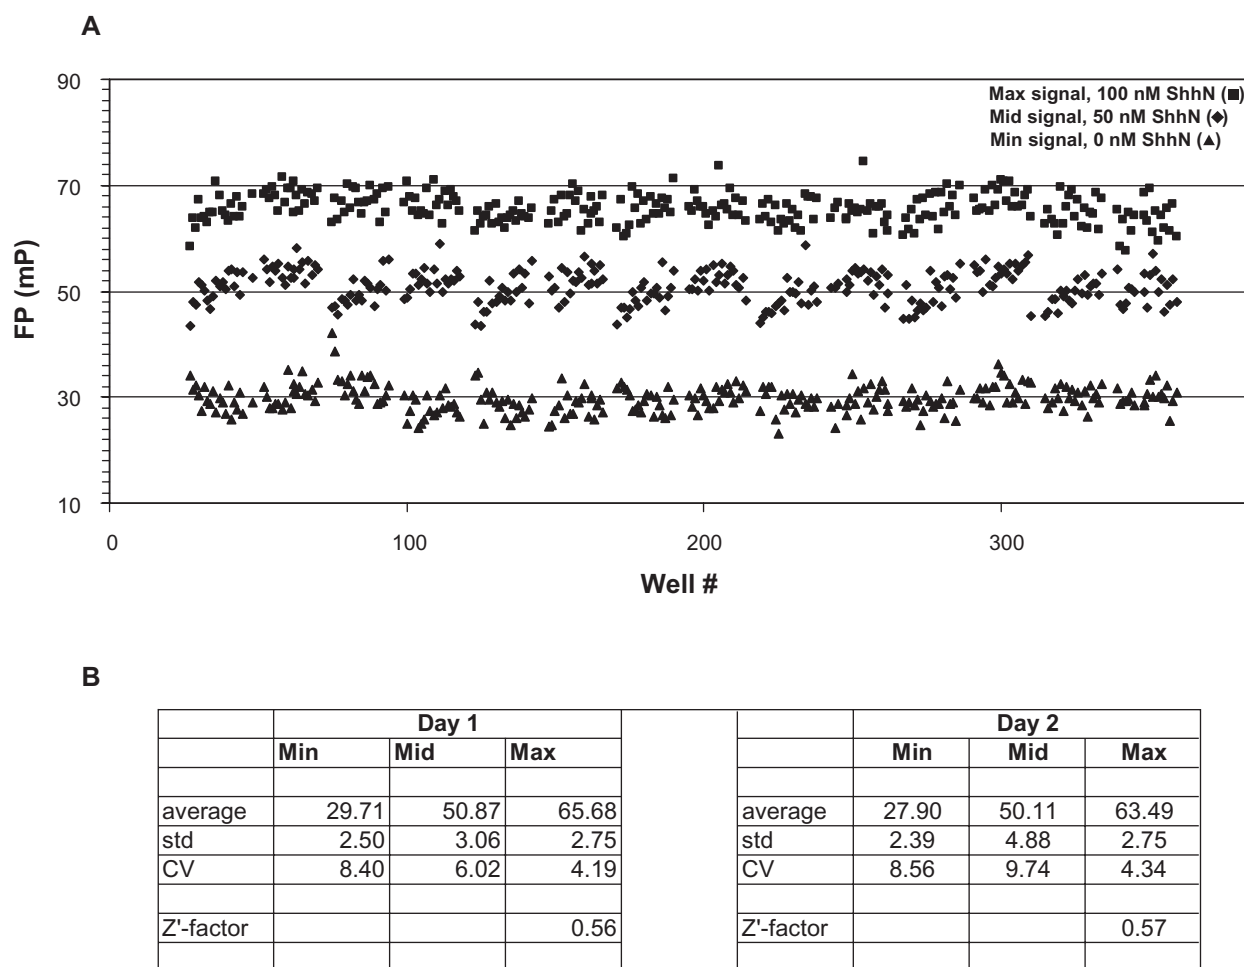 A
90
70
50
30
10
FP (mP)
Max signal, 100 nM ShhN (■)
Mid signal, 50 nM ShhN (◆)
Min signal, 0 nM ShhN (▲)
0 100 200 300
Well #
B
Day 1 Day 2
Min Mid Max Min Mid Max
average 29.71 50.87 65.68 average 27.90 50.11 63.49
std 2.50 3.06 2.75 std 2.39 4.88 2.75
CV 8.40 6.02 4.19 CV 8.56 9.74 4.34
Z'-factor 0.56 Z'-factor 0.57